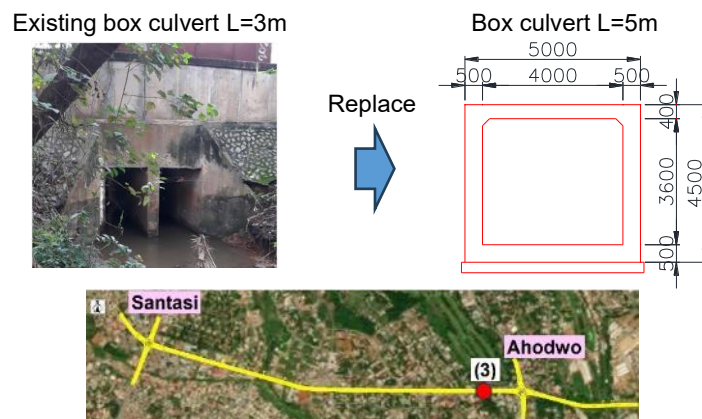 Existing box culvert L=3m
Box culvert L=5m
Replace
5000
500 4000 500
400
3600
500
4500
Santasi
Ahodwo
(3)